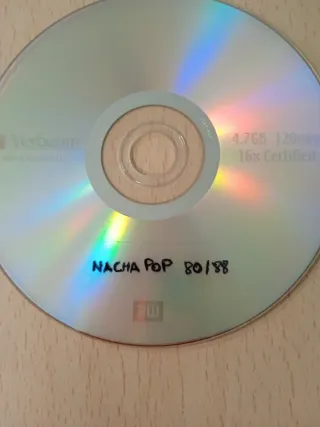 Verbatim
4.7GB 120min
16x Certified
NACHA POP 80/88